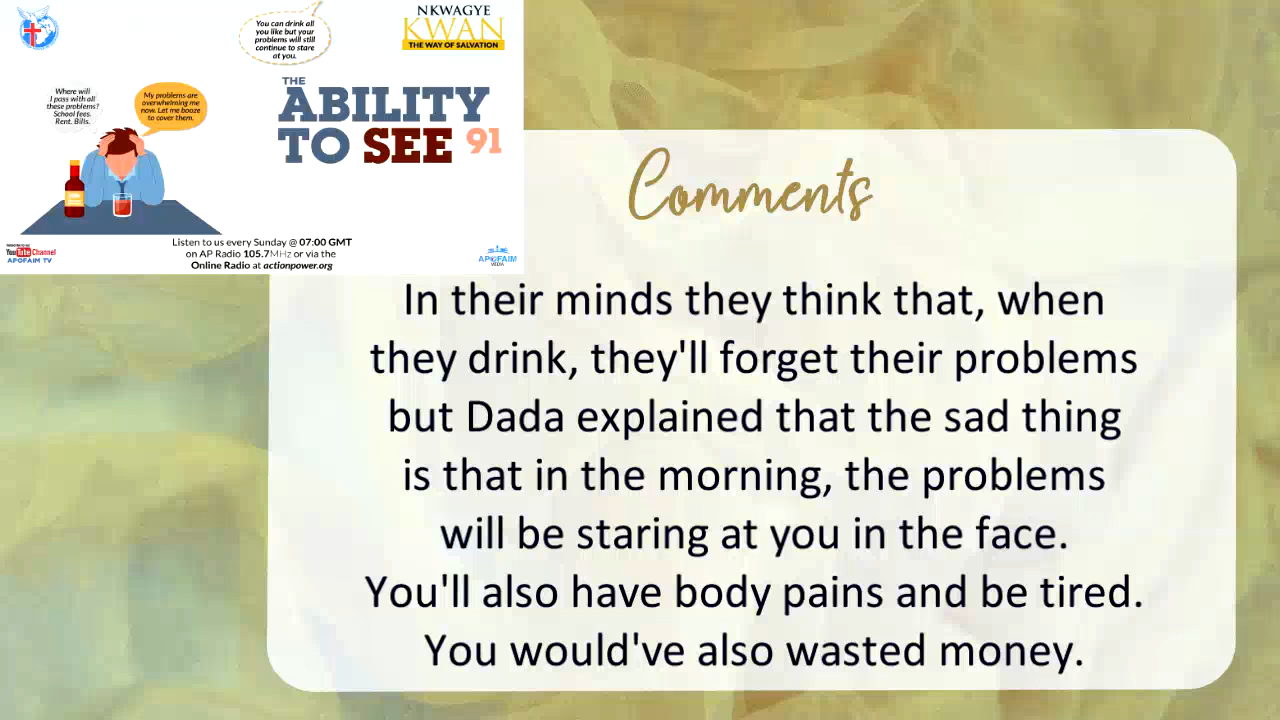 You can drink all
you like but your
problems will still
continue to stare
at you.
NKWAGYE
KWAN
THE WAY OF SALVATION
Where will
I pass with all
these problems?
School fees.
Rent. Bills.
My problems are
overwhelming me
now. Let me booze
to cover them.
THE
ABILITY
TO SEE 91
YouTube Channel
APOFAIM TV
Listen to us every Sunday @ 07:00 GMT
on AP Radio 105.7MHz or via the
Online Radio at actionpower.org
APOFAIM
MEDIA
Comments
In their minds they think that, when
they drink, they'll forget their problems
but Dada explained that the sad thing
is that in the morning, the problems
will be staring at you in the face.
You'll also have body pains and be tired.
You would've also wasted money.